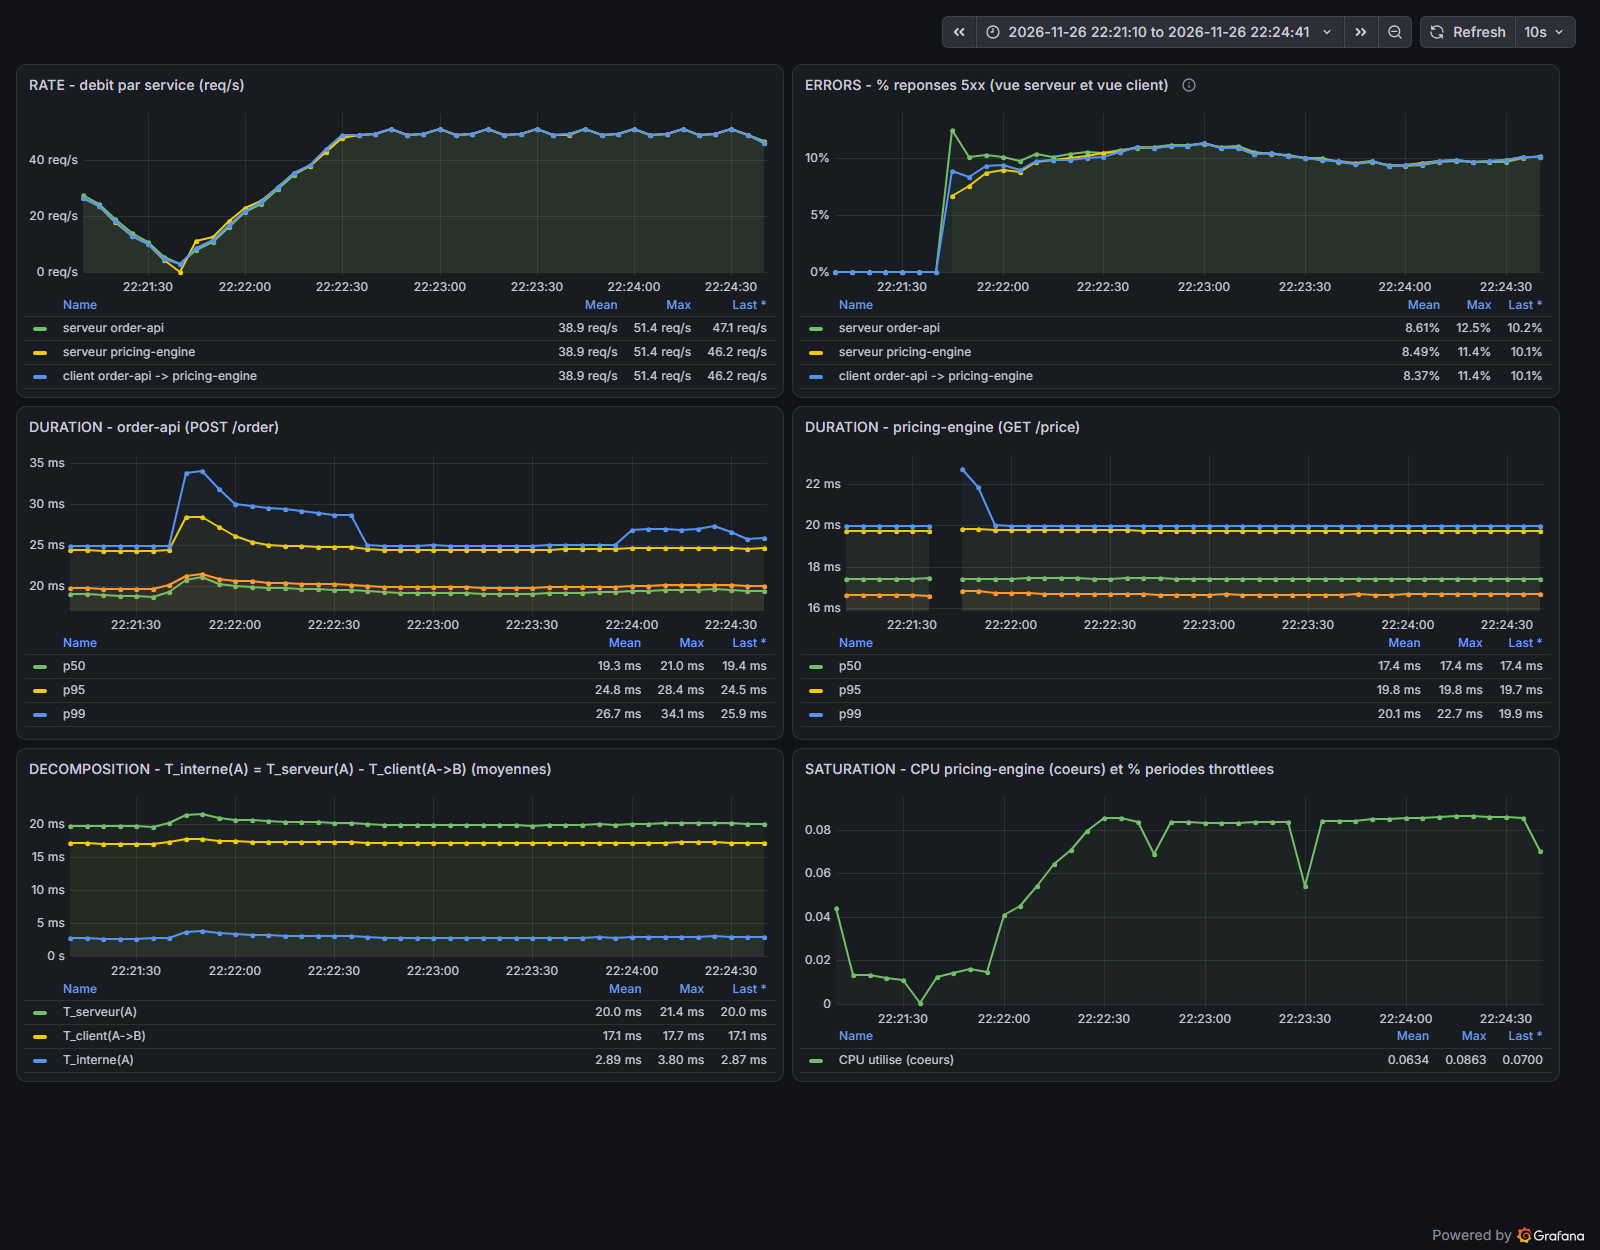 2026-11-26 22:21:10 to 2026-11-26 22:24:41
Refresh
10s
RATE - debit par service (req/s)
40 req/s
20 req/s
0 req/s
22:21:30 22:22:00 22:22:30 22:23:00 22:23:30 22:24:00 22:24:30
Name Mean Max Last *
serveur order-api 38.9 req/s 51.4 req/s 47.1 req/s
serveur pricing-engine 38.9 req/s 51.4 req/s 46.2 req/s
client order-api -> pricing-engine 38.9 req/s 51.4 req/s 46.2 req/s
ERRORS - % reponses 5xx (vue serveur et vue client)
10%
5%
0%
22:21:30 22:22:00 22:22:30 22:23:00 22:23:30 22:24:00 22:24:30
Name Mean Max Last *
serveur order-api 8.61% 12.5% 10.2%
serveur pricing-engine 8.49% 11.4% 10.1%
client order-api -> pricing-engine 8.37% 11.4% 10.1%
DURATION - order-api (POST /order)
35 ms
30 ms
25 ms
20 ms
22:21:30 22:22:00 22:22:30 22:23:00 22:23:30 22:24:00 22:24:30
Name Mean Max Last *
p50 19.3 ms 21.0 ms 19.4 ms
p95 24.8 ms 28.4 ms 24.5 ms
p99 26.7 ms 34.1 ms 25.9 ms
DURATION - pricing-engine (GET /price)
22 ms
20 ms
18 ms
16 ms
22:21:30 22:22:00 22:22:30 22:23:00 22:23:30 22:24:00 22:24:30
Name Mean Max Last *
p50 17.4 ms 17.4 ms 17.4 ms
p95 19.8 ms 19.8 ms 19.7 ms
p99 20.1 ms 22.7 ms 19.9 ms
DECOMPOSITION - T_interne(A) = T_serveur(A) - T_client(A->B) (moyennes)
20 ms
15 ms
10 ms
5 ms
0 s
22:21:30 22:22:00 22:22:30 22:23:00 22:23:30 22:24:00 22:24:30
Name Mean Max Last *
T_serveur(A) 20.0 ms 21.4 ms 20.0 ms
T_client(A->B) 17.1 ms 17.7 ms 17.1 ms
T_interne(A) 2.89 ms 3.80 ms 2.87 ms
SATURATION - CPU pricing-engine (coeurs) et % periodes throttlees
0.08
0.06
0.04
0.02
0
22:21:30 22:22:00 22:22:30 22:23:00 22:23:30 22:24:00 22:24:30
Name Mean Max Last *
CPU utilise (coeurs) 0.0634 0.0863 0.0700
Powered by Grafana